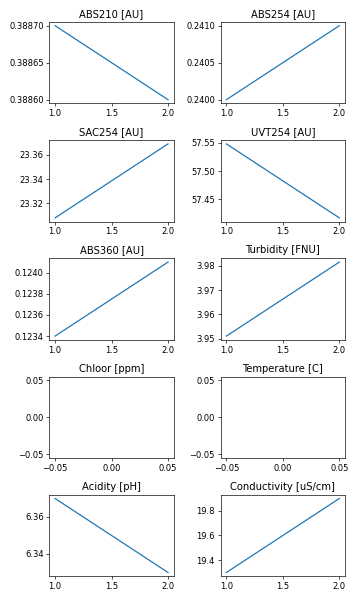 ABS210 [AU] ABS254 [AU]
0.38870 0.2410
0.38865 0.2405
0.38860 0.2400
1.0 1.5 2.0 1.0 1.5 2.0
SAC254 [AU] UVT254 [AU]
23.36 57.55
23.34 57.50
23.32 57.45
1.0 1.5 2.0 1.0 1.5 2.0
ABS360 [AU] Turbidity [FNU]
0.1240 3.98
0.1238 3.97
0.1236 3.96
0.1234 3.95
1.0 1.5 2.0 1.0 1.5 2.0
Chloor [ppm] Temperature [C]
0.05 0.05
0.00 0.00
−0.05 −0.05
−0.05 0.00 0.05 −0.05 0.00 0.05
Acidity [pH] Conductivity [uS/cm]
6.36 19.8
6.34 19.6
19.4
1.0 1.5 2.0 1.0 1.5 2.0